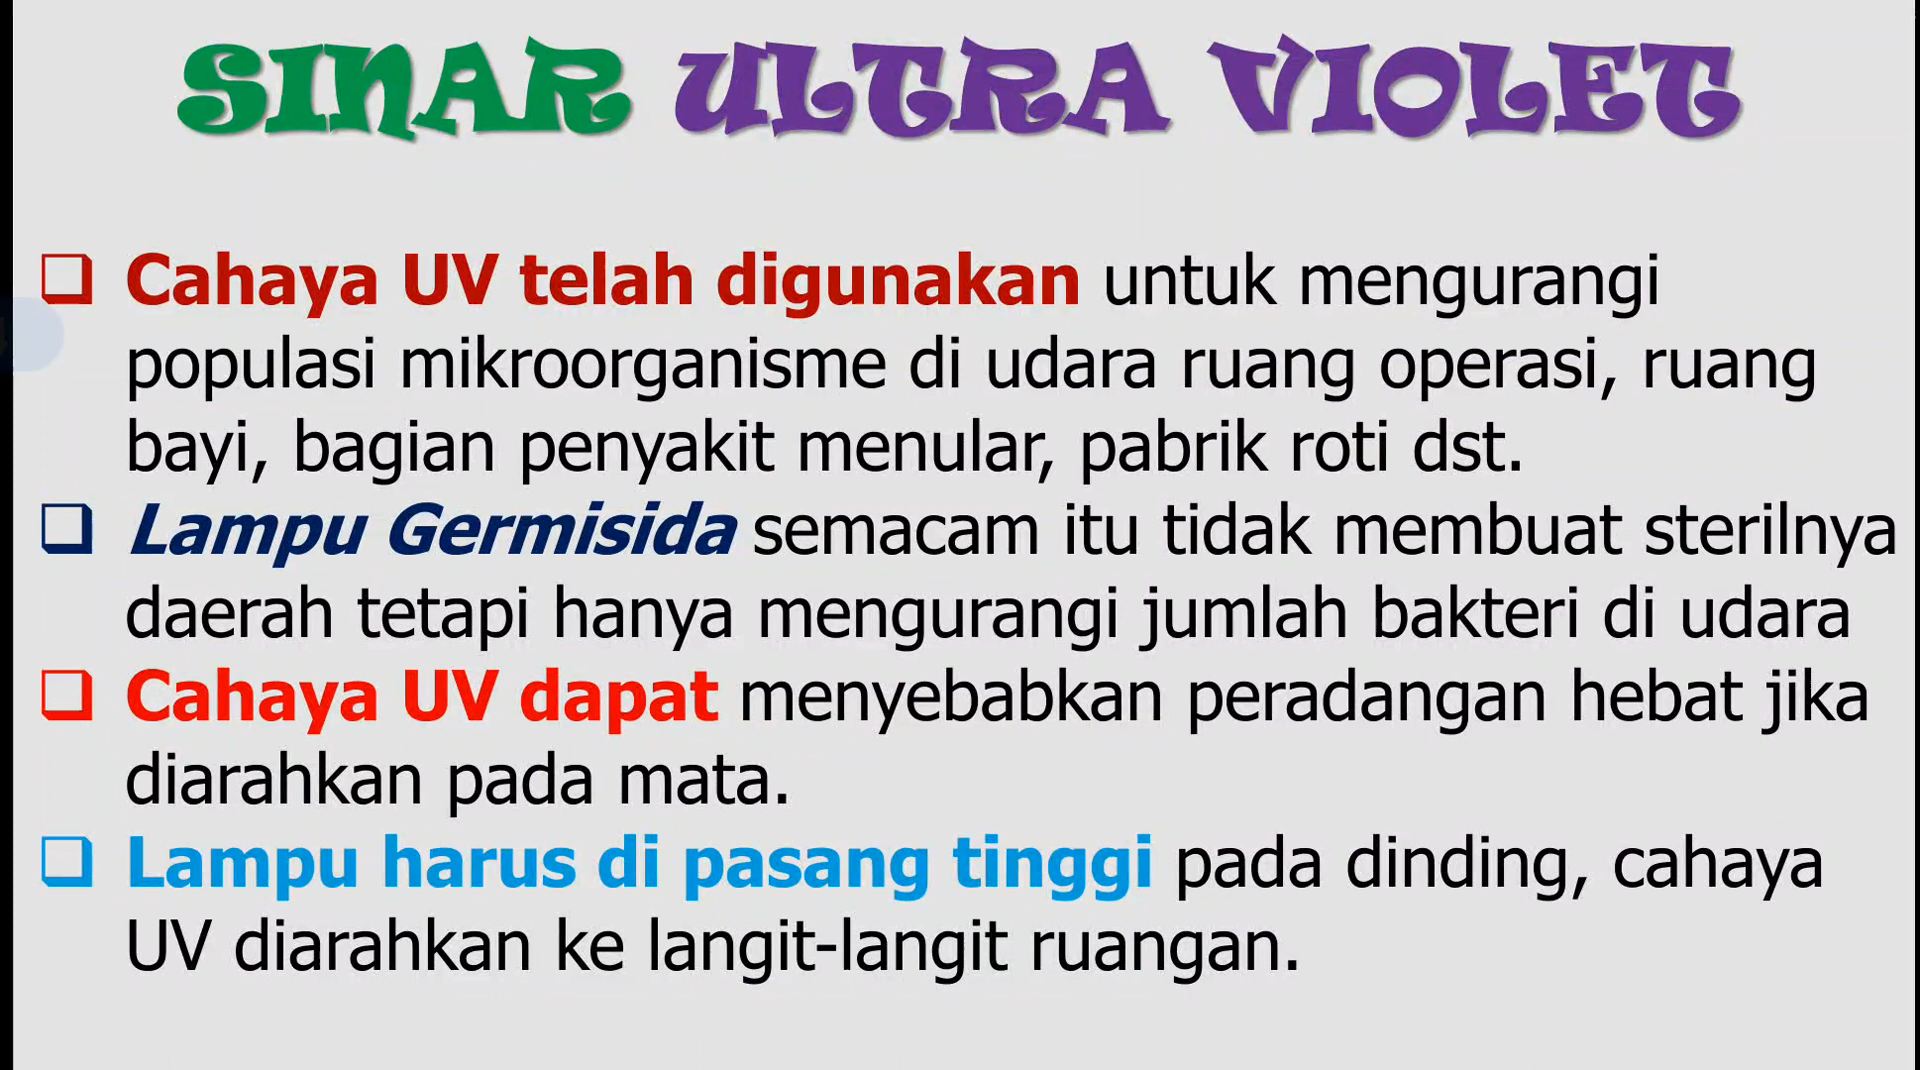 SINAR ULTRA VIOLET
❑ Cahaya UV telah digunakan untuk mengurangi
populasi mikroorganisme di udara ruang operasi, ruang
bayi, bagian penyakit menular, pabrik roti dst.
❑ Lampu Germisida semacam itu tidak membuat sterilnya
daerah tetapi hanya mengurangi jumlah bakteri di udara
❑ Cahaya UV dapat menyebabkan peradangan hebat jika
diarahkan pada mata.
❑ Lampu harus di pasang tinggi pada dinding, cahaya
UV diarahkan ke langit-langit ruangan.